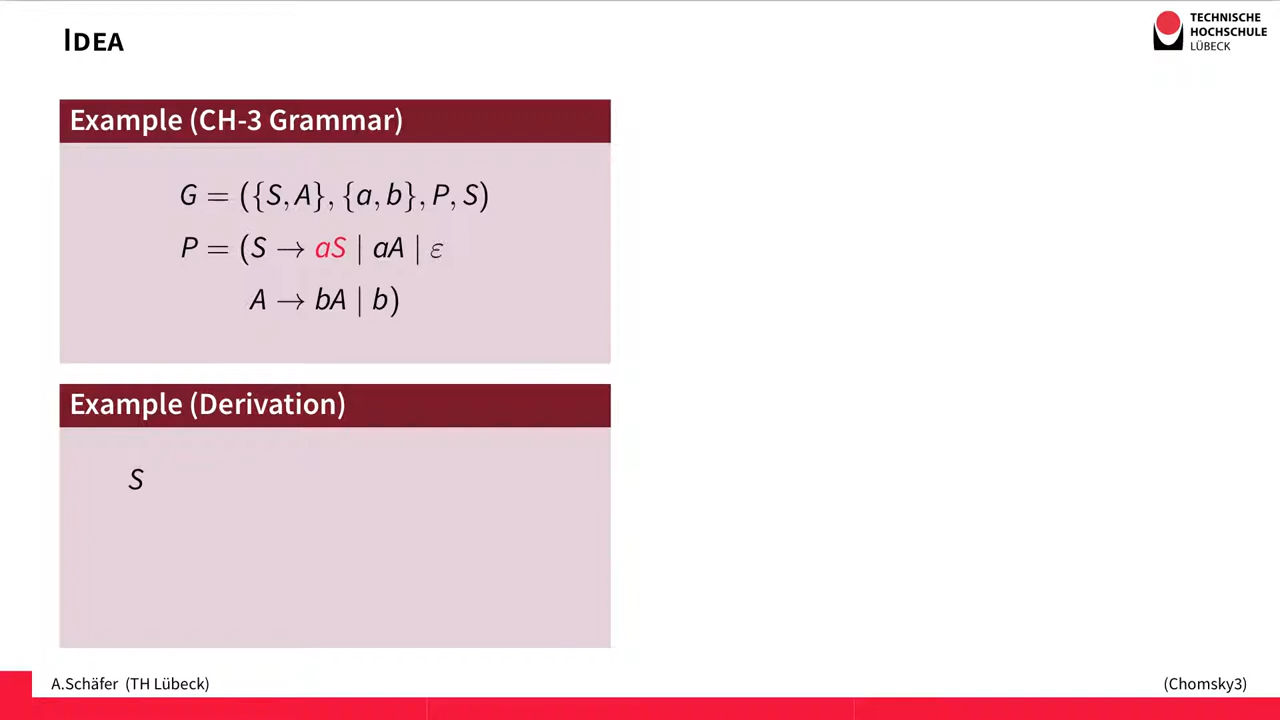 IDEA
TECHNISCHE
HOCHSCHULE
LÜBECK
Example (CH-3 Grammar)
G = ({S, A}, {a, b}, P, S)
P = (S → aS | aA | ε
A → bA | b)
Example (Derivation)
S
A.Schäfer (TH Lübeck)
(Chomsky3)